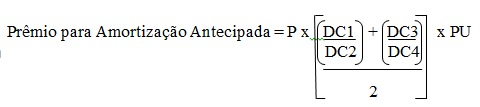 Prêmio para Amortização Antecipada = P x [((DC1/DC2) + (DC3/DC4))/2] x PU